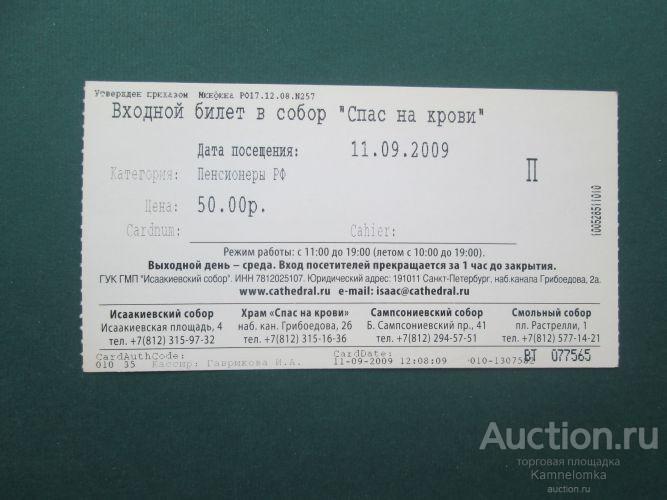 Утвержден приказом Минфина РФ17.12.08.N257
Входной билет в собор "Спас на крови"
Дата посещения: 11.09.2009
П
Категория: Пенсионеры РФ
Цена: 50.00р.
Cardnum: Cahier:
100528511010
Режим работы: с 11:00 до 19:00 (летом с 10:00 до 19:00).
Выходной день – среда. Вход посетителей прекращается за 1 час до закрытия.
ГУК ГМП "Исаакиевский собор". ИНН 7812025107. Юридический адрес: 191011 Санкт-Петербург, наб.канала Грибоедова, 2а.
www.cathedral.ru e-mail: isaac@cathedral.ru
Исаакиевский собор Храм «Спас на крови» Сампсониевский собор Смольный собор
Исаакиевская площадь, 4 наб. кан. Грибоедова, 2б Б. Сампсониевский пр., 41 пл. Растрелли, 1
тел. +7(812) 315-97-32 тел. +7(812) 315-16-36 тел. +7(812) 294-57-51 тел. +7(812) 577-14-21
CardAuthCode: CardDate:
010 35 Кассир: Гаврикова И.А. 11-09-2009 12:08:09 ВТ 077565
Auction.ru
торговая площадка
Kamnelomka
auction.ru